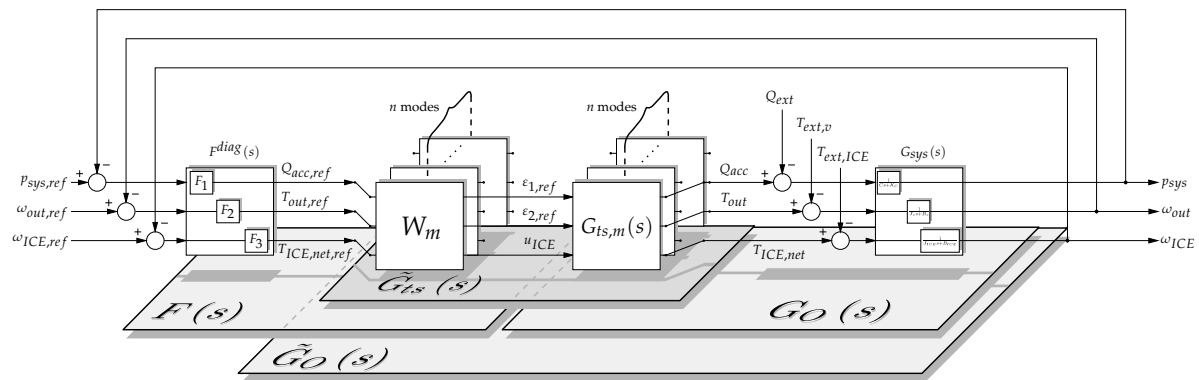 n modes
n modes
Q_ext
T_ext,v
T_ext,ICE
F^diag(s)
G_sys(s)
p_sys,ref + −
F_1
Q_acc,ref
ε_1,ref
Q_acc
+ −
p_sys
ω_out,ref + −
F_2
T_out,ref
W_m
ε_2,ref
G_ts,m(s)
T_out
+ −
ω_out
ω_ICE,ref + −
F_3
T_ICE,net,ref
u_ICE
T_ICE,net
+ −
ω_ICE
G̃_ts(s)
F(s)
G_O(s)
G̃_O(s)